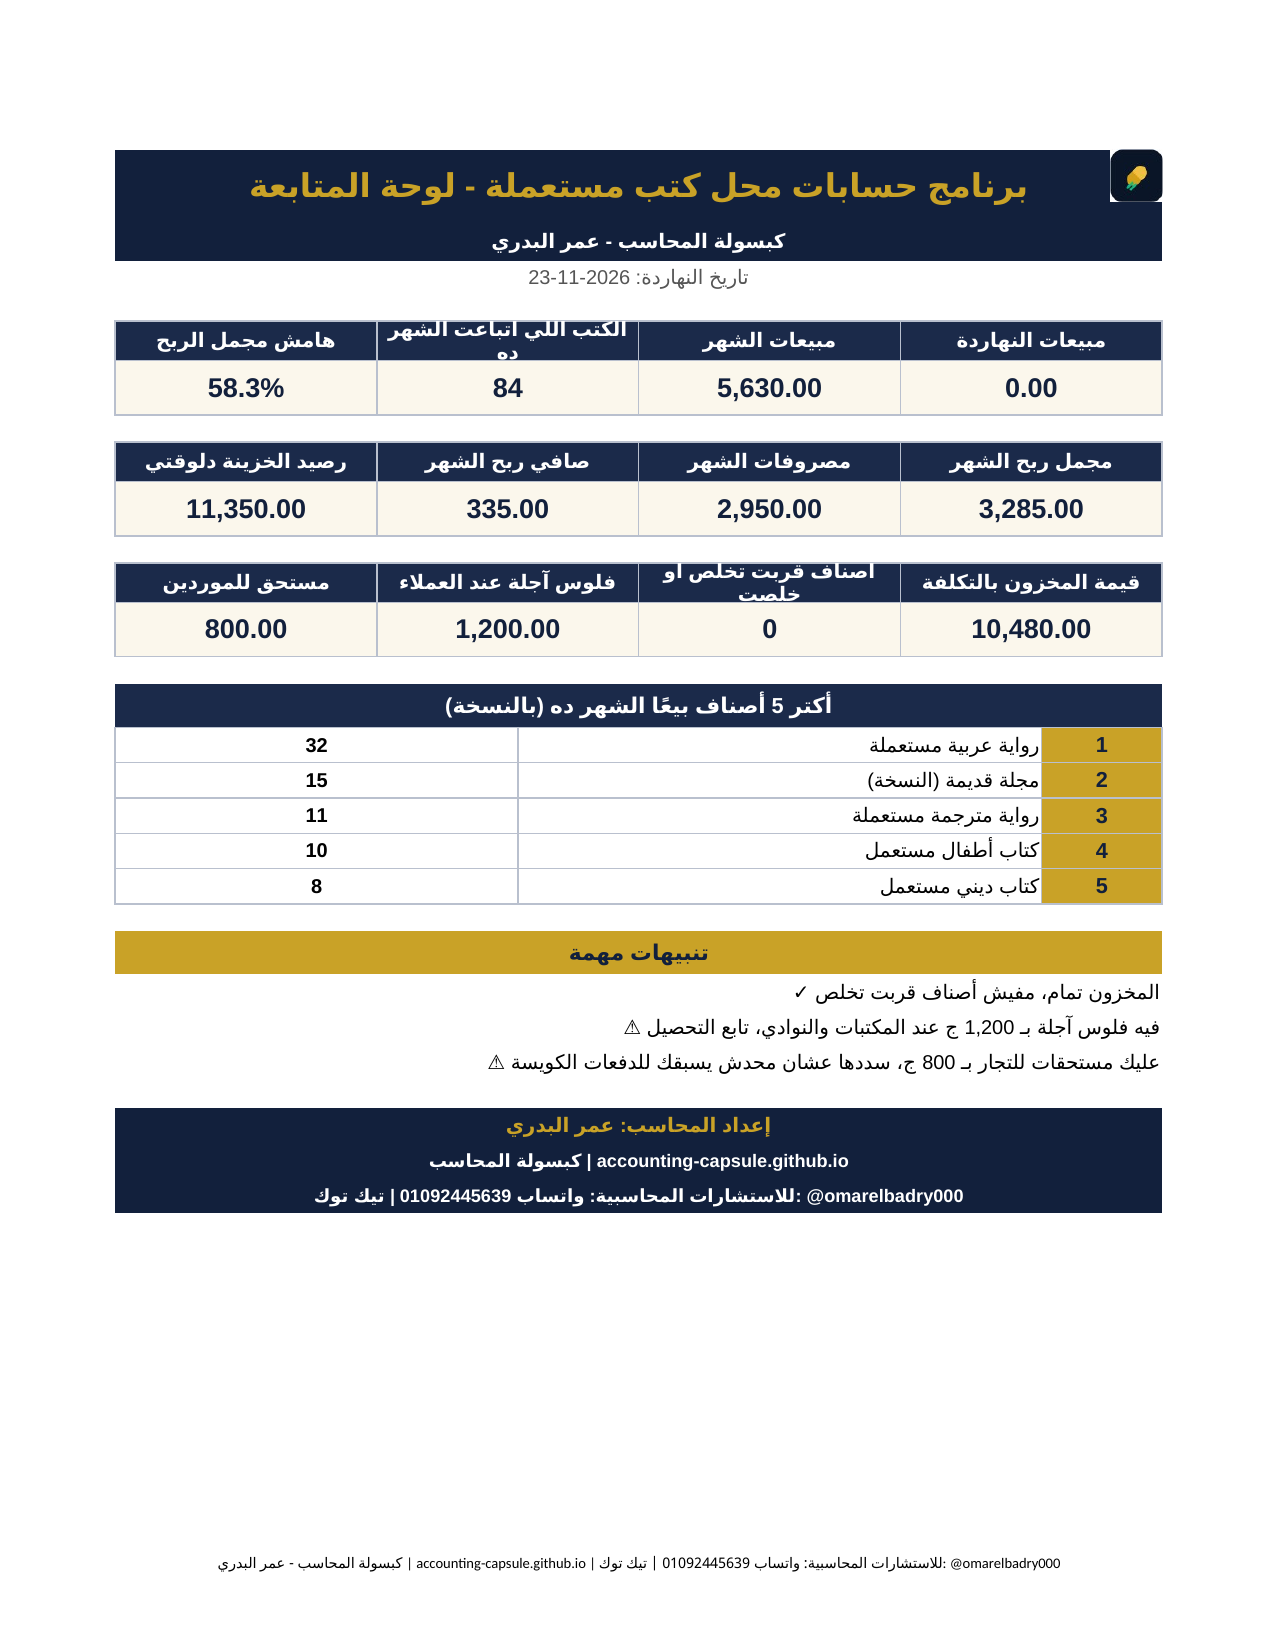 برنامج حسابات محل كتب مستعملة - لوحة المتابعة
كبسولة المحاسب - عمر البدري
تاريخ النهاردة: 2026-11-23
مبيعات النهاردة
مبيعات الشهر
الكتب اللي اتباعت الشهر ده
هامش مجمل الربح
0.00
5,630.00
84
58.3%
مجمل ربح الشهر
مصروفات الشهر
صافي ربح الشهر
رصيد الخزينة دلوقتي
3,285.00
2,950.00
335.00
11,350.00
قيمة المخزون بالتكلفة
أصناف قربت تخلص أو خلصت
فلوس آجلة عند العملاء
مستحق للموردين
10,480.00
0
1,200.00
800.00
أكتر 5 أصناف بيعًا الشهر ده (بالنسخة)
1 رواية عربية مستعملة 32
2 مجلة قديمة (النسخة) 15
3 رواية مترجمة مستعملة 11
4 كتاب أطفال مستعمل 10
5 كتاب ديني مستعمل 8
تنبيهات مهمة
المخزون تمام، مفيش أصناف قربت تخلص ✓
فيه فلوس آجلة بـ 1,200 ج عند المكتبات والنوادي، تابع التحصيل ⚠
عليك مستحقات للتجار بـ 800 ج، سددها عشان محدش يسبقك للدفعات الكويسة ⚠
إعداد المحاسب: عمر البدري
كبسولة المحاسب | accounting-capsule.github.io
للاستشارات المحاسبية: واتساب 01092445639 | تيك توك: @omarelbadry000
كبسولة المحاسب - عمر البدري | accounting-capsule.github.io | للاستشارات المحاسبية: واتساب 01092445639 | تيك توك: @omarelbadry000